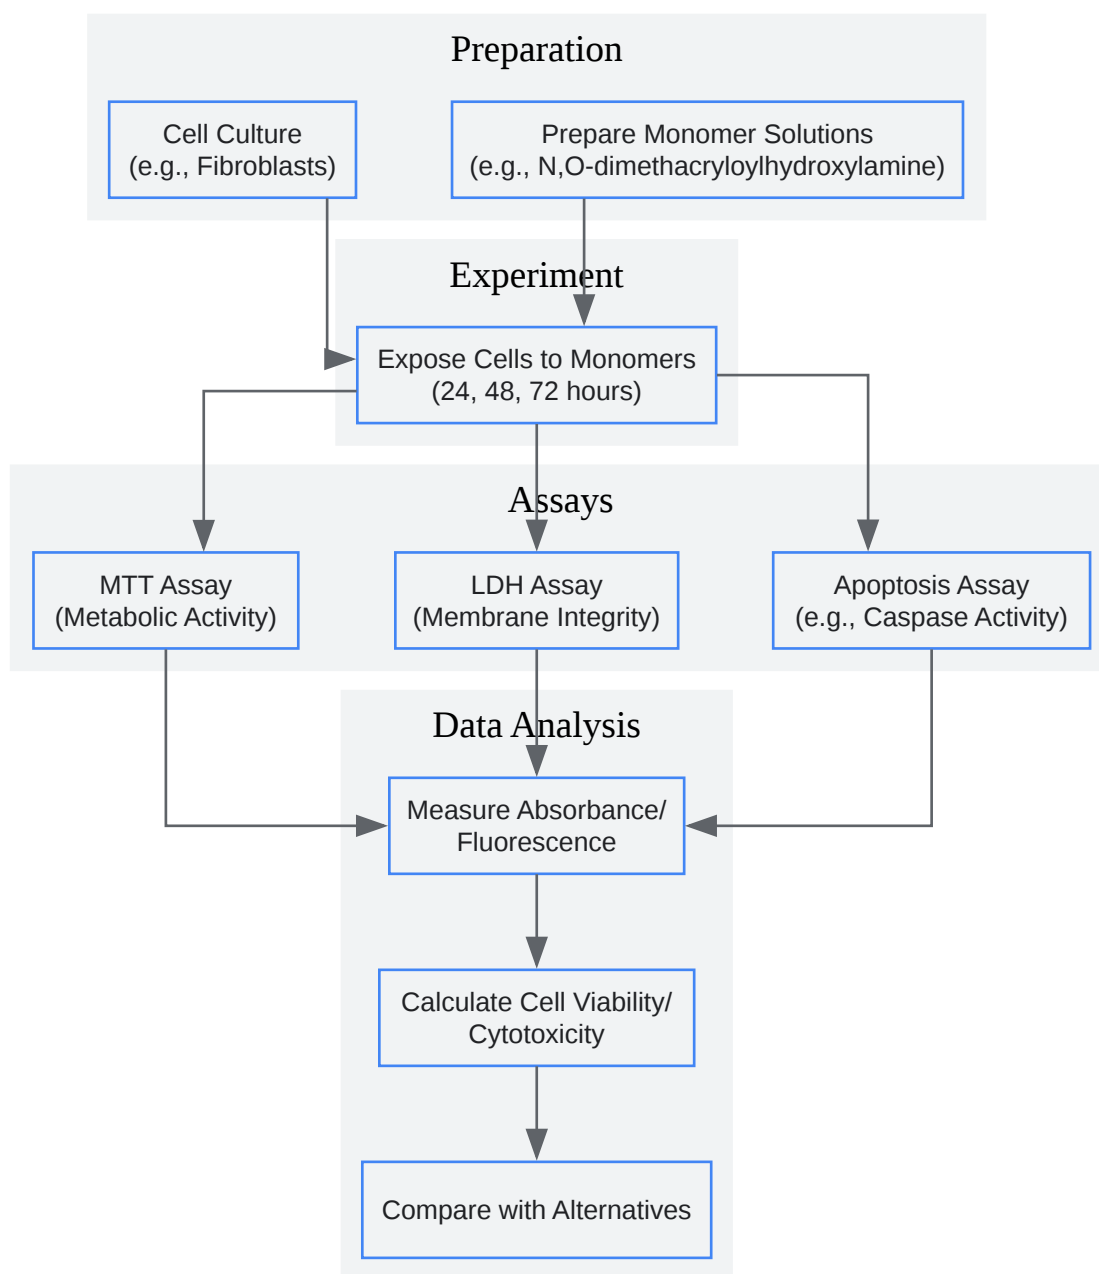 Preparation
Cell Culture
(e.g., Fibroblasts)
Prepare Monomer Solutions
(e.g., N,O-dimethacryloylhydroxylamine)
Experiment
Expose Cells to Monomers
(24, 48, 72 hours)
Assays
MTT Assay
(Metabolic Activity)
LDH Assay
(Membrane Integrity)
Apoptosis Assay
(e.g., Caspase Activity)
Data Analysis
Measure Absorbance/
Fluorescence
Calculate Cell Viability/
Cytotoxicity
Compare with Alternatives